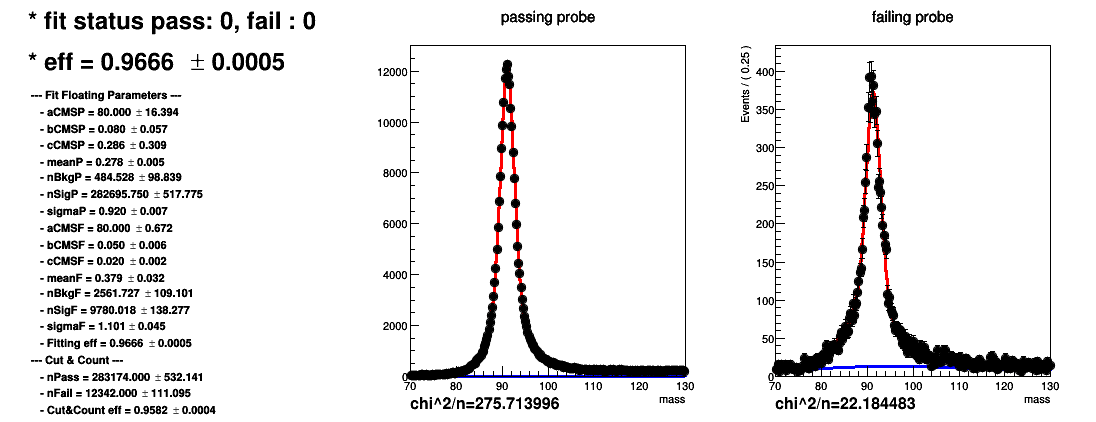 * fit status pass: 0, fail : 0
* eff = 0.9666 ± 0.0005
--- Fit Floating Parameters ---
- aCMSP = 80.000 ± 16.394
- bCMSP = 0.080 ± 0.057
- cCMSP = 0.286 ± 0.309
- meanP = 0.278 ± 0.005
- nBkgP = 484.528 ± 98.839
- nSigP = 282695.750 ± 517.775
- sigmaP = 0.920 ± 0.007
- aCMSF = 80.000 ± 0.672
- bCMSF = 0.050 ± 0.006
- cCMSF = 0.020 ± 0.002
- meanF = 0.379 ± 0.032
- nBkgF = 2561.727 ± 109.101
- nSigF = 9780.018 ± 138.277
- sigmaF = 1.101 ± 0.045
- Fitting eff = 0.9666 ± 0.0005
--- Cut & Count ---
- nPass = 283174.000 ± 532.141
- nFail = 12342.000 ± 111.095
- Cut&Count eff = 0.9582 ± 0.0004
passing probe
12000
10000
8000
6000
4000
2000
0
70 80 90 100 110 120 130
mass
chi^2/n=275.713996
failing probe
Events / ( 0.25 )
400
350
300
250
200
150
100
50
0
70 80 90 100 110 120 130
mass
chi^2/n=22.184483